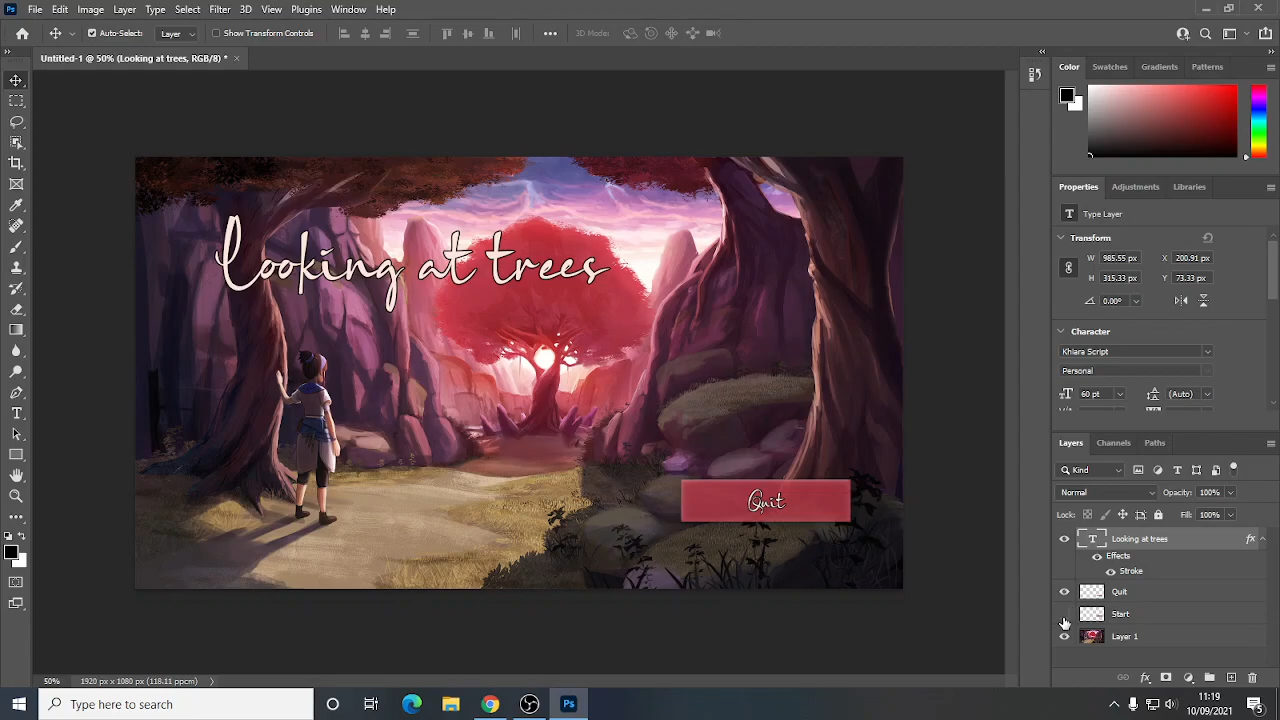 Ps File Edit Image Layer Type Select Filter 3D View Plugins Window Help
Auto-Select: Layer Show Transform Controls 3D Mode:
Untitled-1 @ 50% (Looking at trees, RGB/8) *
Color Swatches Gradients Patterns
Looking at trees
Quit
Properties Adjustments Libraries
T Type Layer
Transform
W 985.55 px X 200.91 px
H 315.33 px Y 73.33 px
0.00°
Character
Khlara Script
Personal
60 pt (Auto)
Layers Channels Paths
Kind
Normal Opacity: 100%
Lock: Fill: 100%
T Looking at trees fx
Effects
Stroke
Quit
Start
Layer 1
50% 1920 px x 1080 px (118.11 ppcm)
Type here to search
Ps
11:19
10/09/2021